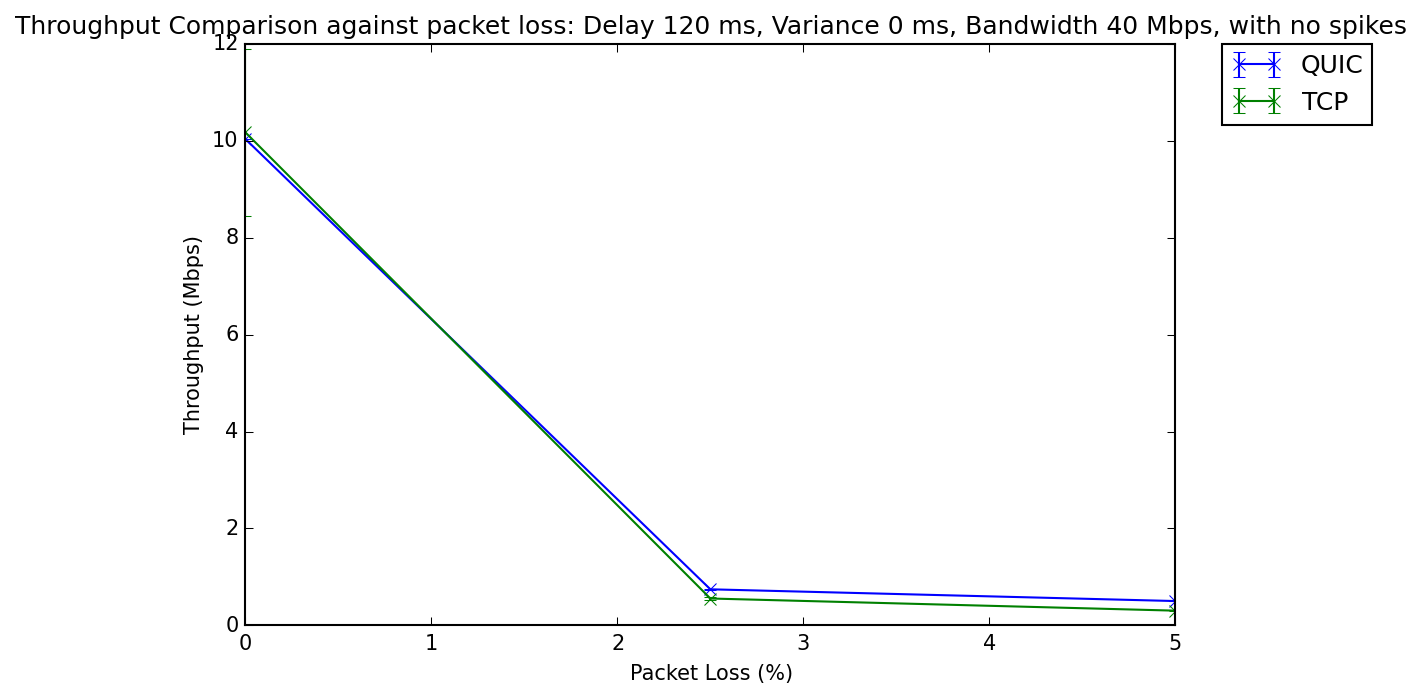 Throughput Comparison against packet loss: Delay 120 ms, Variance 0 ms, Bandwidth 40 Mbps, with no spikes
QUIC
TCP
12
10
8
6
4
2
0
Throughput (Mbps)
0 1 2 3 4 5
Packet Loss (%)